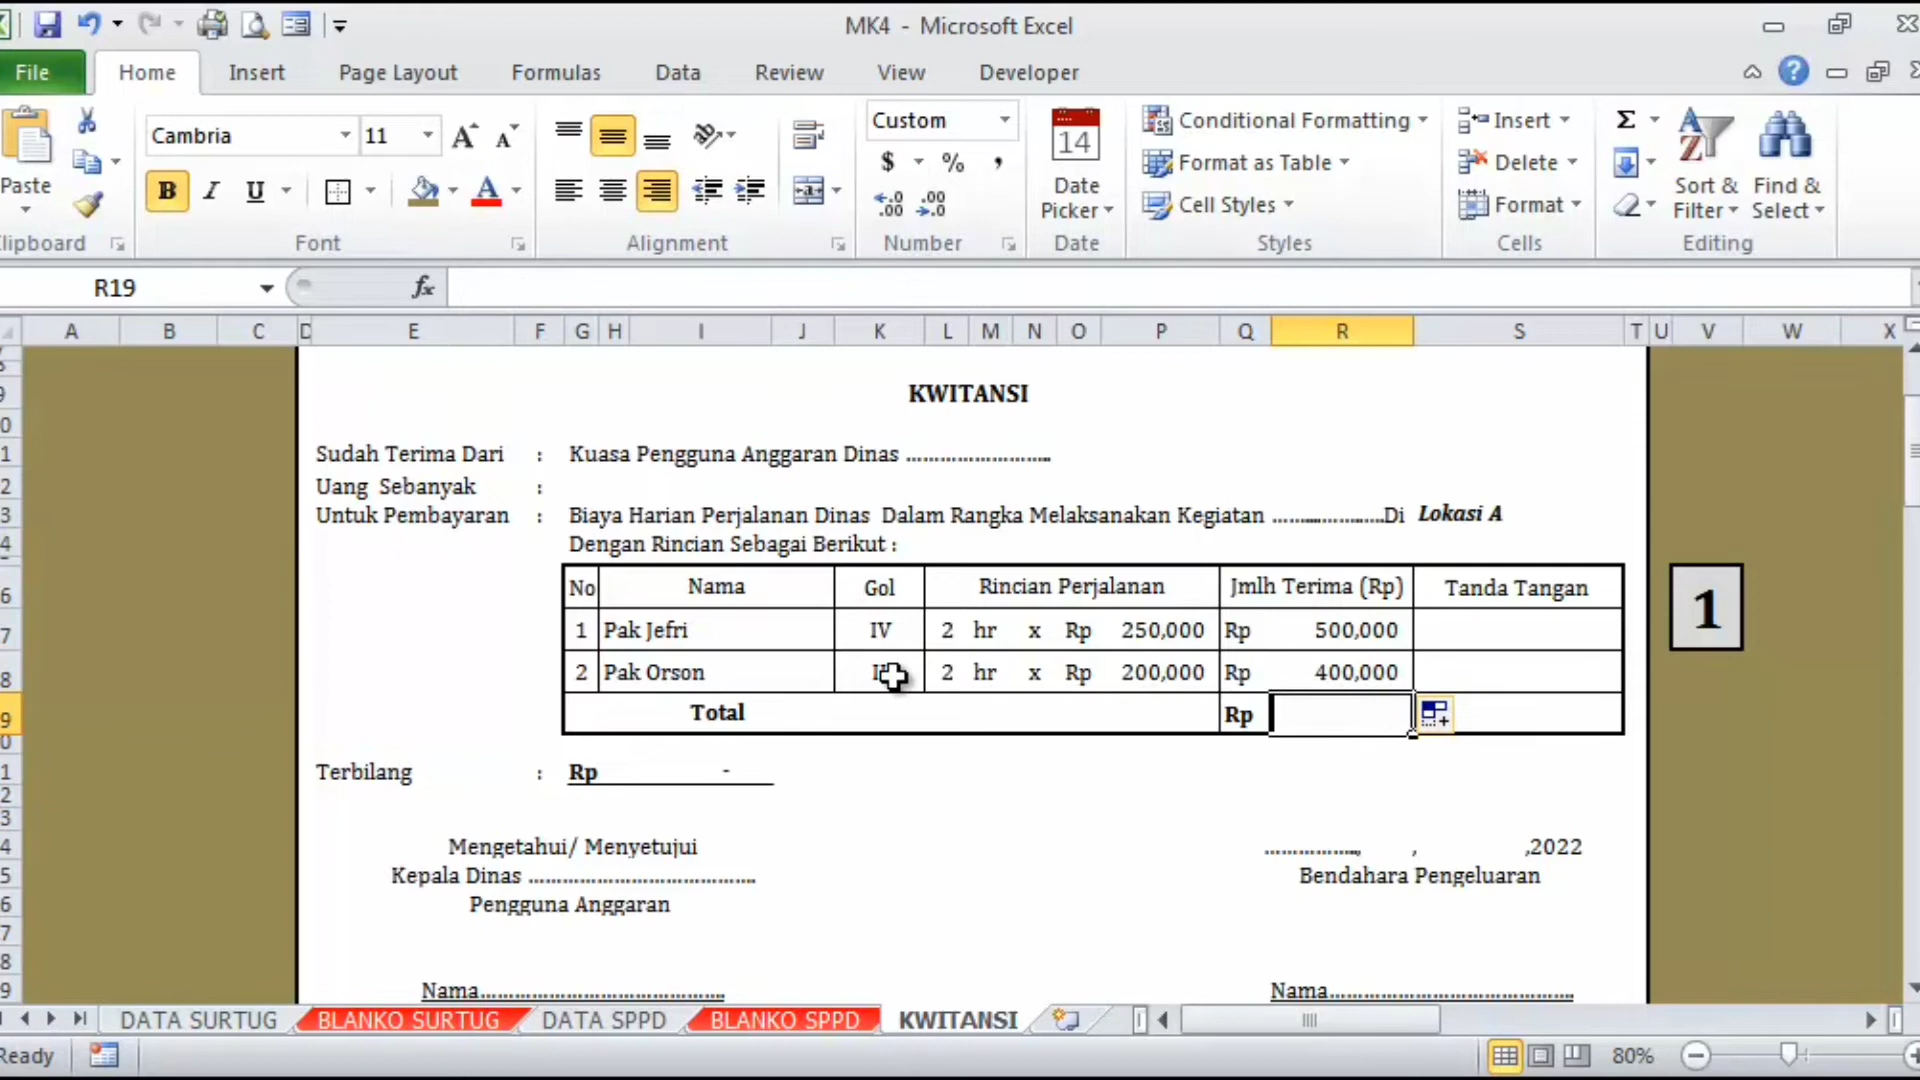 MK4 - Microsoft Excel
File Home Insert Page Layout Formulas Data Review View Developer
Paste
Cambria 11
B I U
Custom
$ % ,
14
Date Picker
Conditional Formatting
Format as Table
Cell Styles
Insert
Delete
Format
Σ
Sort & Filter
Find & Select
Font Alignment Number Date Styles Cells Editing
R19 fx
A B C D E F G H I J K L M N O P Q R S T U V W X
KWITANSI
Sudah Terima Dari : Kuasa Pengguna Anggaran Dinas ..........................
Uang Sebanyak :
Untuk Pembayaran : Biaya Harian Perjalanan Dinas Dalam Rangka Melaksanakan Kegiatan ....................Di Lokasi A
Dengan Rincian Sebagai Berikut :
No Nama Gol Rincian Perjalanan Jmlh Terima (Rp) Tanda Tangan
1 Pak Jefri IV 2 hr x Rp 250,000 Rp 500,000
2 Pak Orson 2 hr x Rp 200,000 Rp 400,000
Total Rp
1
Terbilang : Rp -
Mengetahui/ Menyetujui
Kepala Dinas ........................................
Pengguna Anggaran
................., , ,2022
Bendahara Pengeluaran
Nama...........................................
Nama...........................................
DATA SURTUG BLANKO SURTUG DATA SPPD BLANKO SPPD KWITANSI
Ready 80%